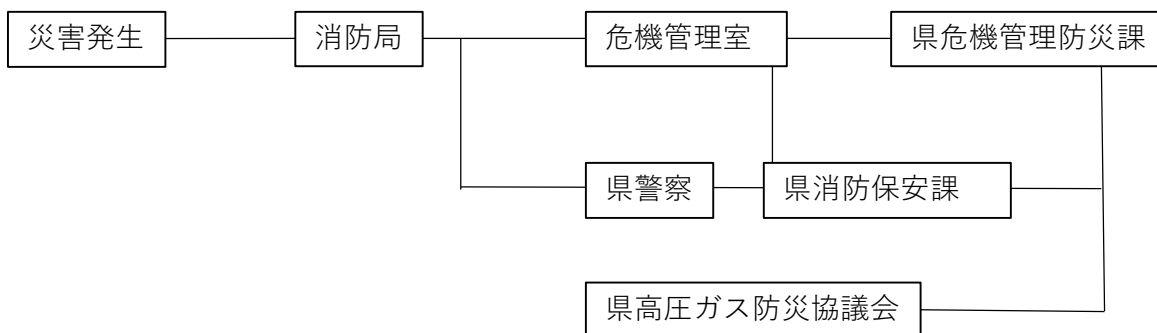 災害発生
消防局
危機管理室
県危機管理防災課
県警察
県消防保安課
県高圧ガス防災協議会